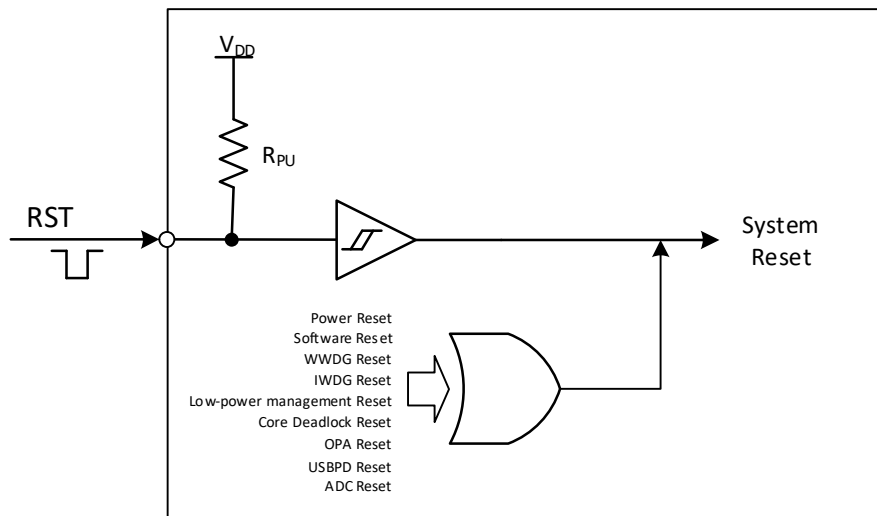 VDD
RPU
RST
System
Reset
Power Reset
Software Reset
WWDG Reset
IWDG Reset
Low-power management Reset
Core Deadlock Reset
OPA Reset
USBPD Reset
ADC Reset